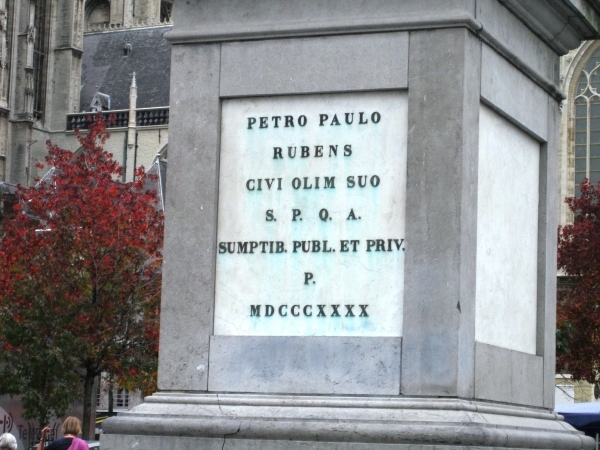 PETRO PAULO
RUBENS
CIVI OLIM SUO
S. P. Q. A.
SUMPTIB. PUBL. ET PRIV.
P.
MDCCCXXXX